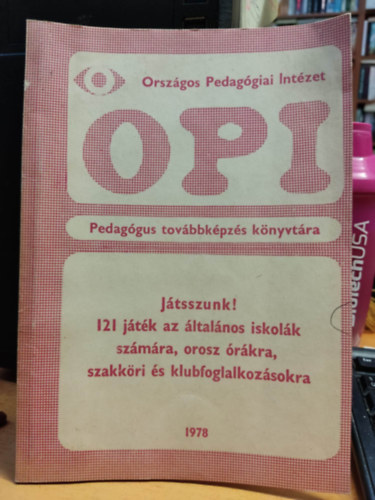 Országos Pedagógiai Intézet
OPI
Pedagógus továbbképzés könyvtára
Játsszunk!
121 játék az általános iskolák
számára, orosz órákra,
szakköri és klubfoglalkozásokra
1978
iotechUSA